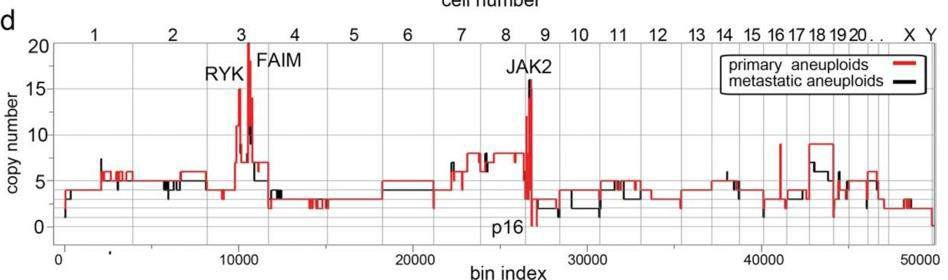 cell number
d
1 2 3 4 5 6 7 8 9 10 11 12 13 14 15 16 17 18 19 20 . . X Y
copy number
20
15
10
5
0
RYK
FAIM
JAK2
p16
primary aneuploids
metastatic aneuploids
0 10000 20000 30000 40000 50000
bin index